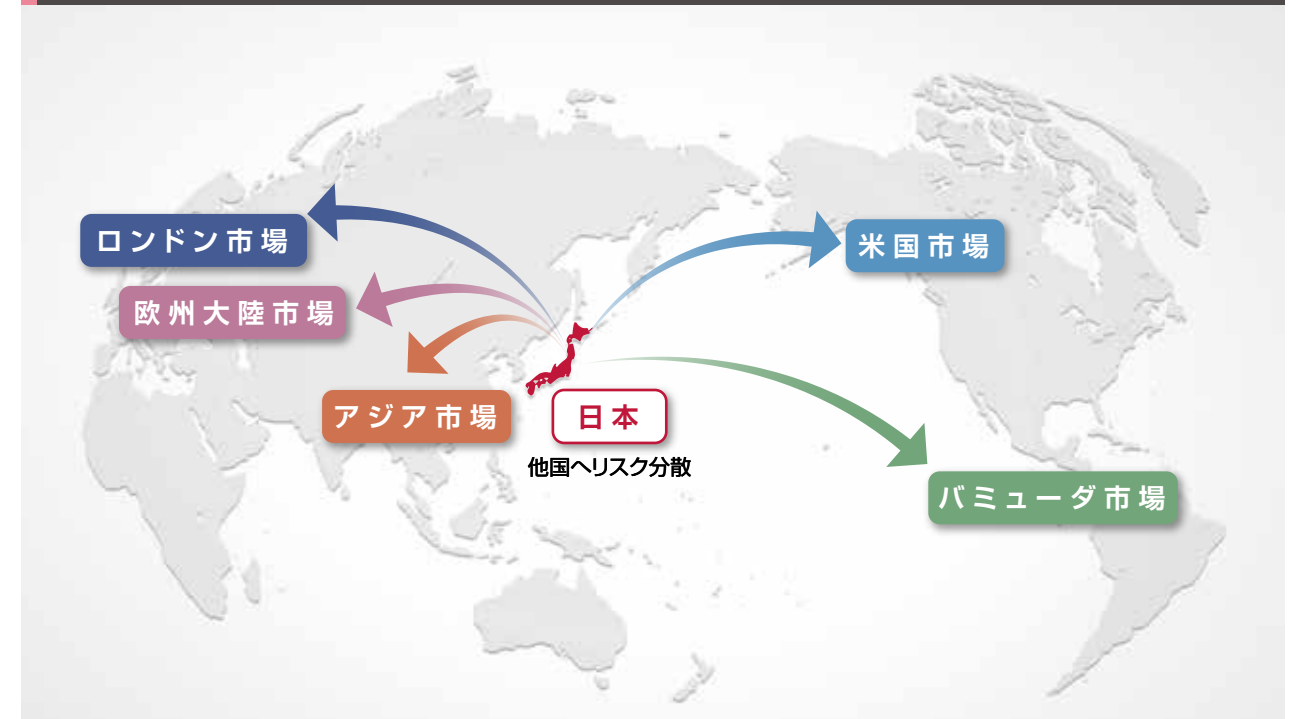 ロンドン市場
米国市場
欧州大陸市場
アジア市場
日本
他国へリスク分散
バミューダ市場